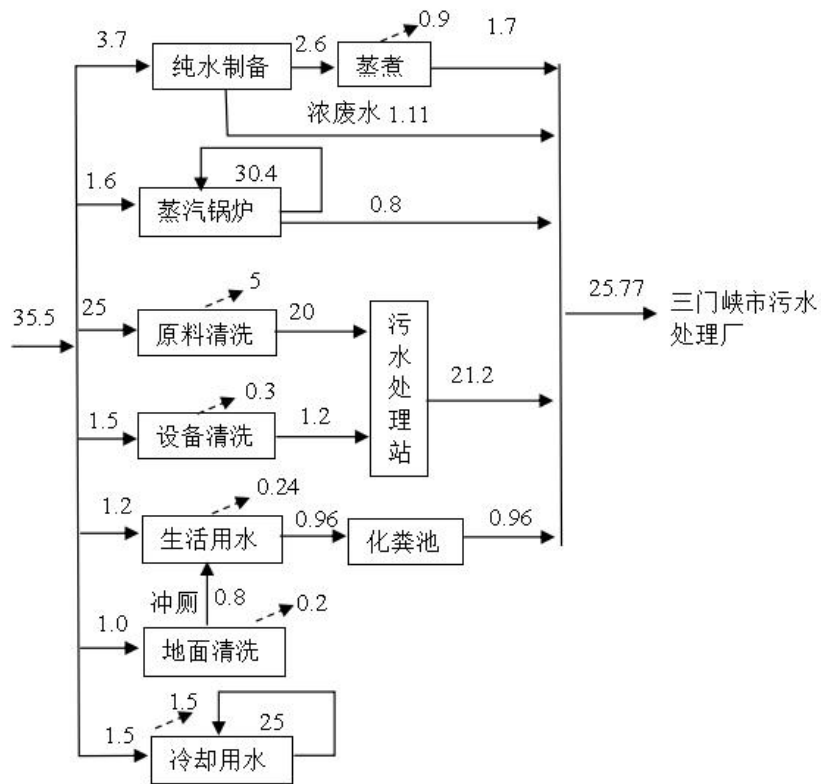 0.9
3.7
纯水制备
2.6
蒸煮
1.7
浓废水 1.11
1.6
30.4
蒸汽锅炉
0.8
35.5
25
5
原料清洗
20
污水处理站
21.2
25.77
三门峡市污水
处理厂
1.5
0.3
设备清洗
1.2
1.2
0.24
生活用水
0.96
化粪池
0.96
冲厕
0.8
1.0
0.2
地面清洗
1.5
1.5
25
冷却用水